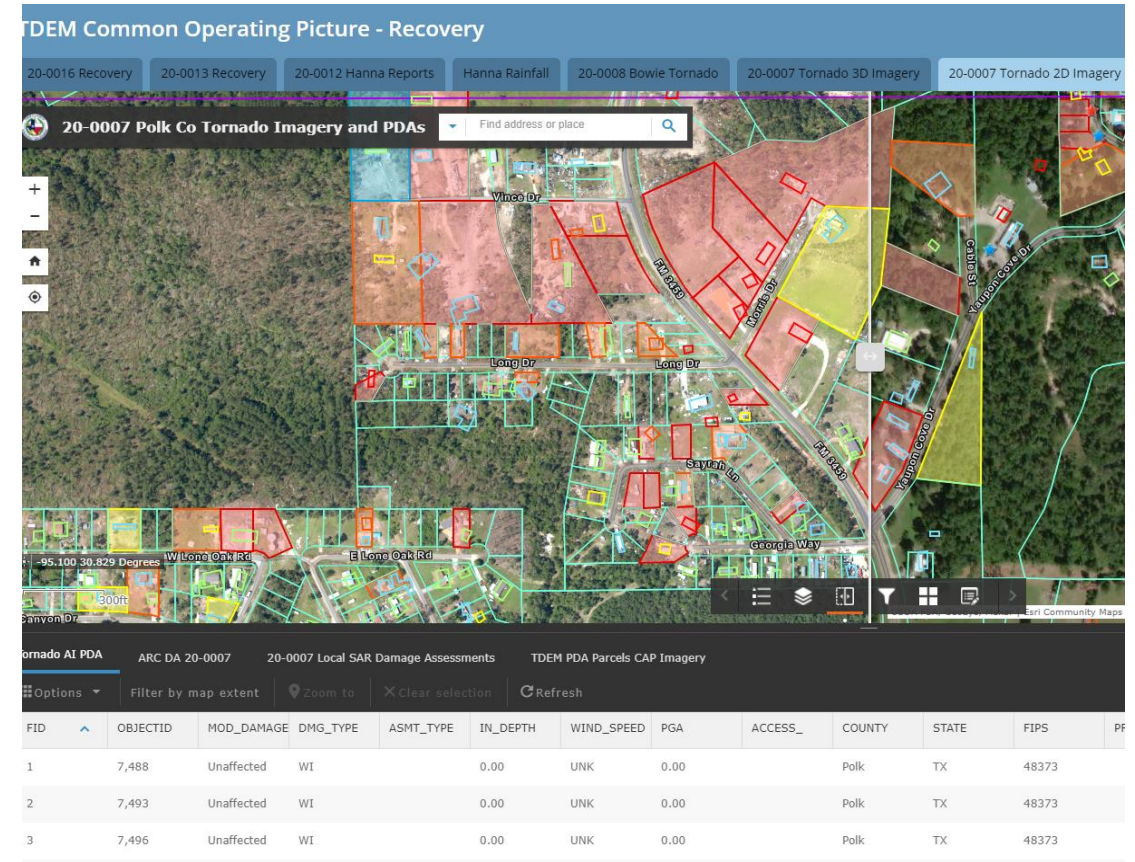 TDEM Common Operating Picture - Recovery
20-0016 Recovery 20-0013 Recovery 20-0012 Hanna Reports Hanna Rainfall 20-0008 Bowie Tornado 20-0007 Tornado 3D Imagery 20-0007 Tornado 2D Imagery
20-0007 Polk Co Tornado Imagery and PDAs Find address or place
+
−
Vince Dr
FM 3459
Morris Dr
Cable St
Yaupon Cove Dr
Long Dr
Long Dr
Yaupon Cove Dr
FM 3459
Sayrah Ln
Georgia Way
W Lone Oak Rd
E Lone Oak Rd
-95.100 30.829 Degrees
300ft
Canyon Dr
Esri Community Maps
Tornado AI PDA ARC DA 20-0007 20-0007 Local SAR Damage Assessments TDEM PDA Parcels CAP Imagery
Options Filter by map extent Zoom to Clear selection Refresh
FID OBJECTID MOD_DAMAGE DMG_TYPE ASMT_TYPE IN_DEPTH WIND_SPEED PGA ACCESS_ COUNTY STATE FIPS
1 7,488 Unaffected WI 0.00 UNK 0.00 Polk TX 48373
2 7,493 Unaffected WI 0.00 UNK 0.00 Polk TX 48373
3 7,496 Unaffected WI 0.00 UNK 0.00 Polk TX 48373